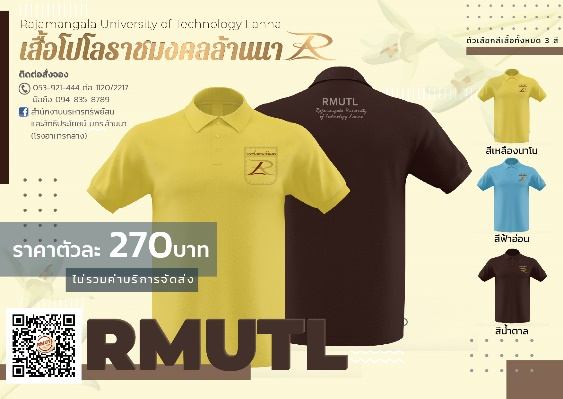 Rajamangala University of Technology Lanna
เสื้อโปโลราชมงคลล้านนา
ติดต่อสั่งจอง
053-921-444 ต่อ 1120/2217
มือถือ 094-835-8789
สำนักงานบริหารทรัพย์สิน
และสิทธิประโยชน์ มทร.ล้านนา
(โรงอาหารกลาง)
ตัวเลือกสีเสื้อทั้งหมด 3 สี
สีเหลืองนาโน
สีฟ้าอ่อน
สีน้ำตาล
RMUTL
Rajamangala University
of Technology Lanna
ราคาตัวละ 270บาท
ไม่รวมค่าบริการจัดส่ง
RMUTL